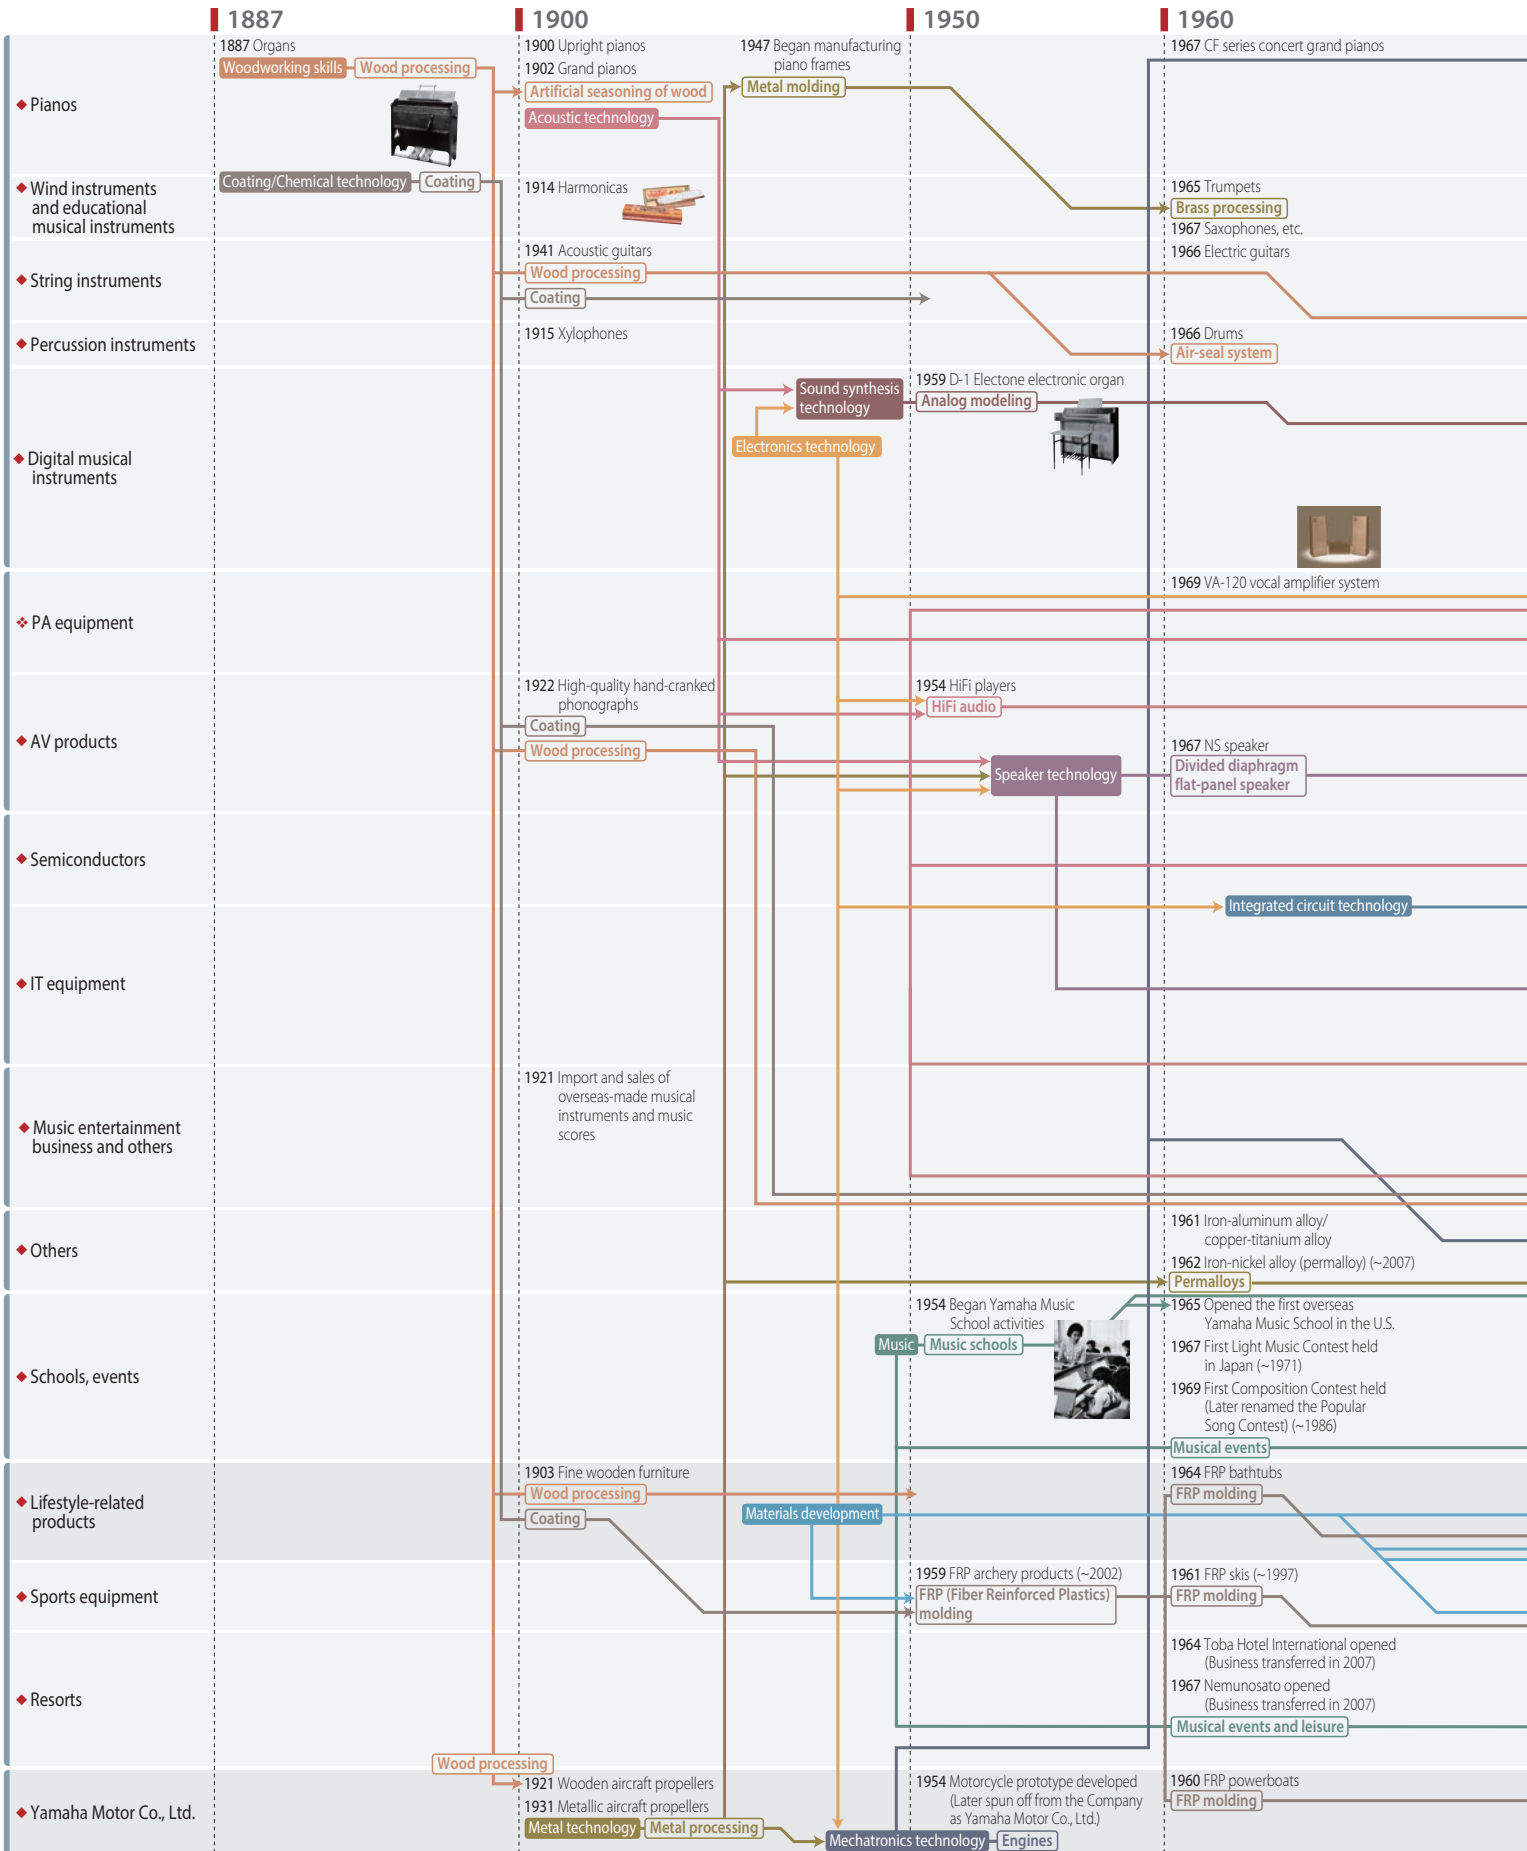 1887
1900
1950
1960
Pianos
1887 Organs
Woodworking skills
Wood processing
1900 Upright pianos
1902 Grand pianos
Artificial seasoning of wood
Acoustic technology
1947 Began manufacturing
piano frames
Metal molding
1967 CF series concert grand pianos
Wind instruments
and educational
musical instruments
Coating/Chemical technology
Coating
1914 Harmonicas
1965 Trumpets
Brass processing
1967 Saxophones, etc.
String instruments
1941 Acoustic guitars
Wood processing
Coating
1966 Electric guitars
Percussion instruments
1915 Xylophones
1966 Drums
Air-seal system
Digital musical
instruments
Sound synthesis
technology
Electronics technology
1959 D-1 Electone electronic organ
Analog modeling
PA equipment
1969 VA-120 vocal amplifier system
AV products
1922 High-quality hand-cranked
phonographs
Coating
Wood processing
1954 HiFi players
HiFi audio
Speaker technology
1967 NS speaker
Divided diaphragm
flat-panel speaker
Semiconductors
Integrated circuit technology
IT equipment
Music entertainment
business and others
1921 Import and sales of
overseas-made musical
instruments and music
scores
Others
1961 Iron-aluminum alloy/
copper-titanium alloy
1962 Iron-nickel alloy (permalloy) (~2007)
Permalloys
Schools, events
1954 Began Yamaha Music
School activities
Music
Music schools
1965 Opened the first overseas
Yamaha Music School in the U.S.
1967 First Light Music Contest held
in Japan (~1971)
1969 First Composition Contest held
(Later renamed the Popular
Song Contest) (~1986)
Musical events
Lifestyle-related
products
1903 Fine wooden furniture
Wood processing
Coating
Materials development
1964 FRP bathtubs
FRP molding
Sports equipment
1959 FRP archery products (~2002)
FRP (Fiber Reinforced Plastics)
molding
1961 FRP skis (~1997)
FRP molding
Resorts
1964 Toba Hotel International opened
(Business transferred in 2007)
1967 Nemunosato opened
(Business transferred in 2007)
Musical events and leisure
Wood processing
Yamaha Motor Co., Ltd.
1921 Wooden aircraft propellers
1931 Metallic aircraft propellers
Metal technology
Metal processing
1954 Motorcycle prototype developed
(Later spun off from the Company
as Yamaha Motor Co., Ltd.)
Mechatronics technology
Engines
1960 FRP powerboats
FRP molding